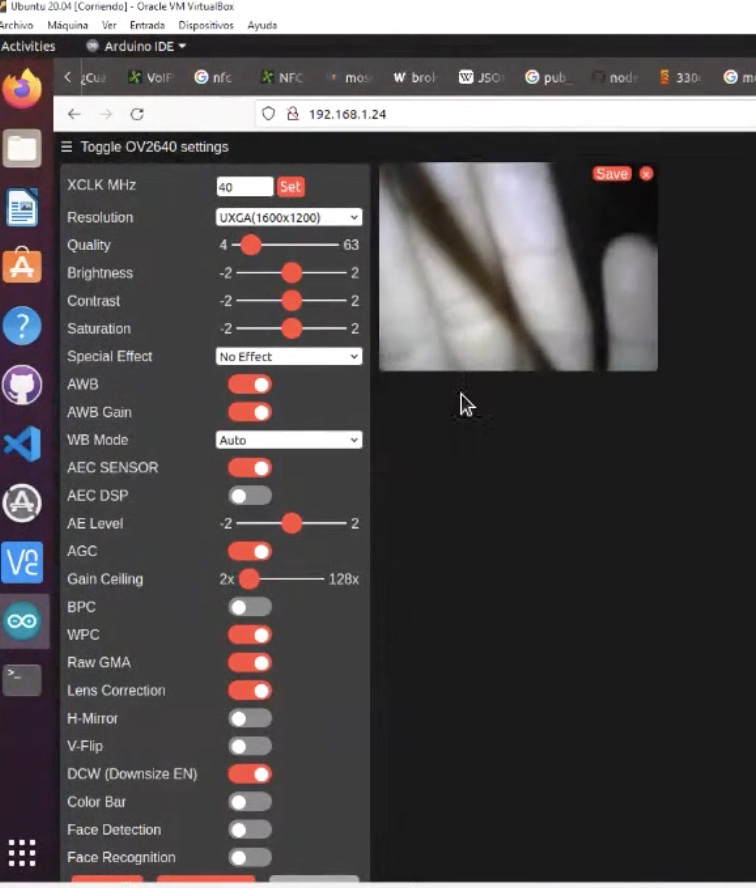 Ubuntu 20.04 [Corriendo] - Oracle VM VirtualBox
Archivo Máquina Ver Entrada Dispositivos Ayuda
Activities Arduino IDE
¿Cuá VoIP nfc NFC mos brok JSO pub_ node 330
192.168.1.24
Toggle OV2640 settings
XCLK MHz 40 Set
Save
Resolution UXGA(1600x1200)
Quality 4 63
Brightness -2 2
Contrast -2 2
Saturation -2 2
Special Effect No Effect
AWB
AWB Gain
WB Mode Auto
AEC SENSOR
AEC DSP
AE Level -2 2
AGC
Gain Ceiling 2x 128x
BPC
WPC
Raw GMA
Lens Correction
H-Mirror
V-Flip
DCW (Downsize EN)
Color Bar
Face Detection
Face Recognition